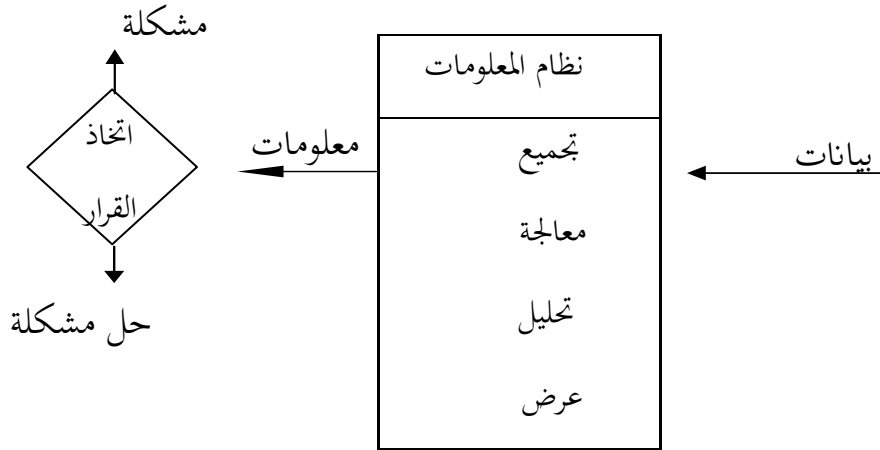 مشكلة
نظام المعلومات
اتخاذ
القرار
بيانات
تجميع
معلومات
معالجة
تحليل
حل مشكلة
عرض